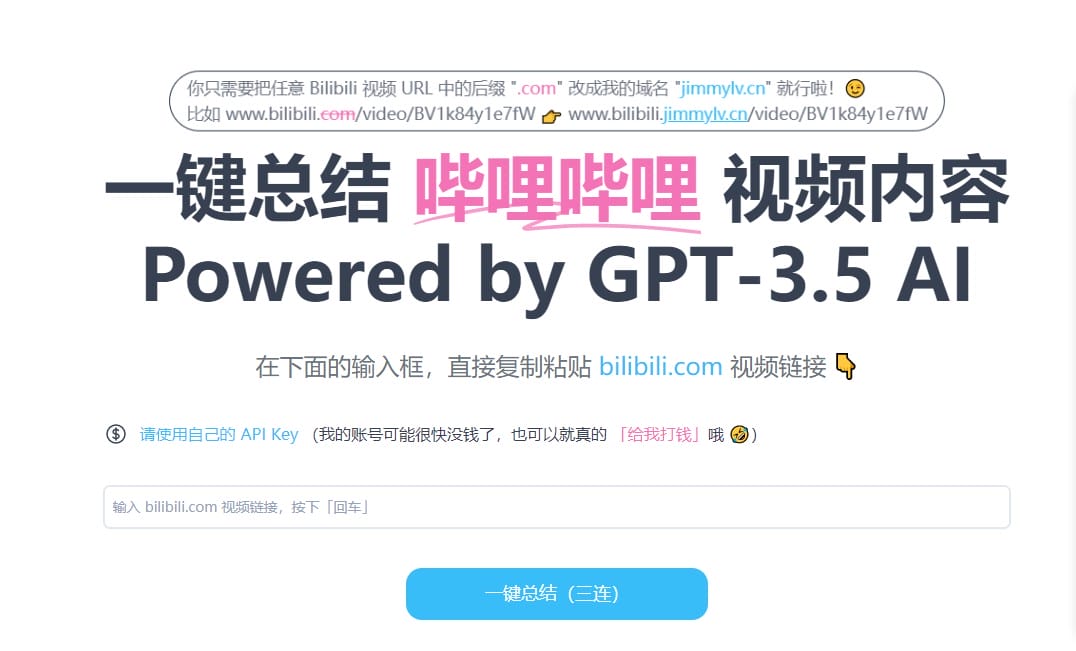 你只需要把任意 Bilibili 视频 URL 中的后缀 ".com" 改成我的域名 "jimmylv.cn" 就行啦！😉
比如 www.bilibili.com/video/BV1k84y1e7fW 👉 www.bilibili.jimmylv.cn/video/BV1k84y1e7fW
一键总结 哔哩哔哩 视频内容
Powered by GPT-3.5 AI
在下面的输入框，直接复制粘贴 bilibili.com 视频链接 👇
请使用自己的 API Key （我的账号可能很快没钱了，也可以就真的 「给我打钱」哦 🤣）
输入 bilibili.com 视频链接，按下「回车」
一键总结（三连）